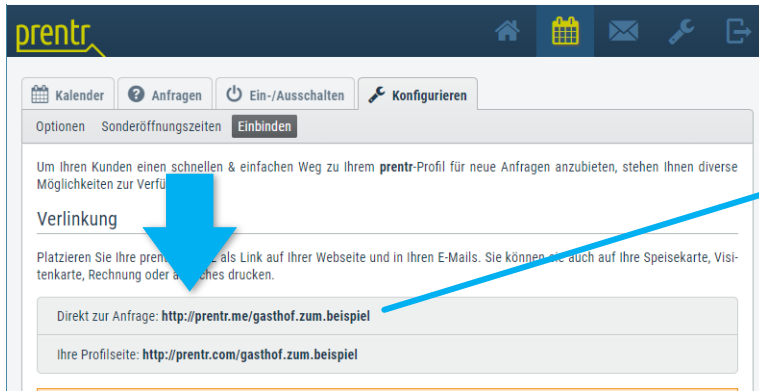 prentr
Kalender Anfragen Ein-/Ausschalten Konfigurieren
Optionen Sonderöffnungszeiten Einbinden
Um Ihren Kunden einen schnellen & einfachen Weg zu Ihrem prentr-Profil für neue Anfragen anzubieten, stehen Ihnen diverse
Möglichkeiten zur
Verlinkung
Platzieren Sie Ihre als Link auf Ihrer Webseite und in Ihren E-Mails. Sie können sie auch auf Ihre Speisekarte, Visi-
tenkarte, Rechnung oder drucken.
Direkt zur Anfrage: http://prentr.me/gasthof.zum.beispiel
Ihre Profilseite: http://prentr.com/gasthof.zum.beispiel